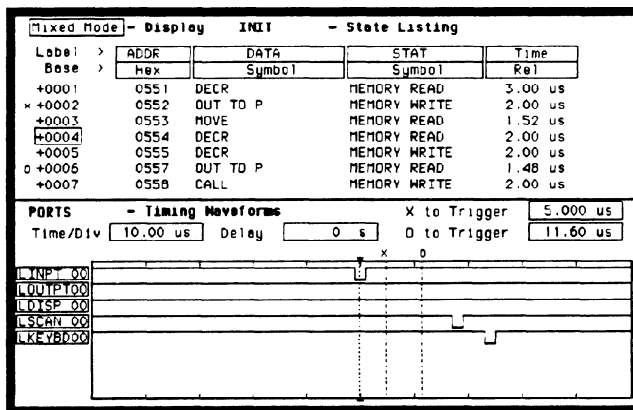 Mixed Mode - Display INIT - State Listing
Label > ADDR DATA STAT Time
Base > Hex Symbol Symbol Rel
+0001 0551 DECR MEMORY READ 3.00 us
x +0002 0552 OUT TO P MEMORY WRITE 2.00 us
+0003 0553 MOVE MEMORY READ 1.52 us
+0004 0554 DECR MEMORY READ 2.00 us
+0005 0555 DECR MEMORY WRITE 2.00 us
o +0006 0557 OUT TO P MEMORY READ 1.48 us
+0007 0558 CALL MEMORY WRITE 2.00 us
PORTS - Timing Waveforms X to Trigger 5.000 us
Time/Div 10.00 us Delay 0 s O to Trigger 11.60 us
X O
LINPT 00
LOUTPT00
LDISP 00
LSCAN 00
LKEYBD00